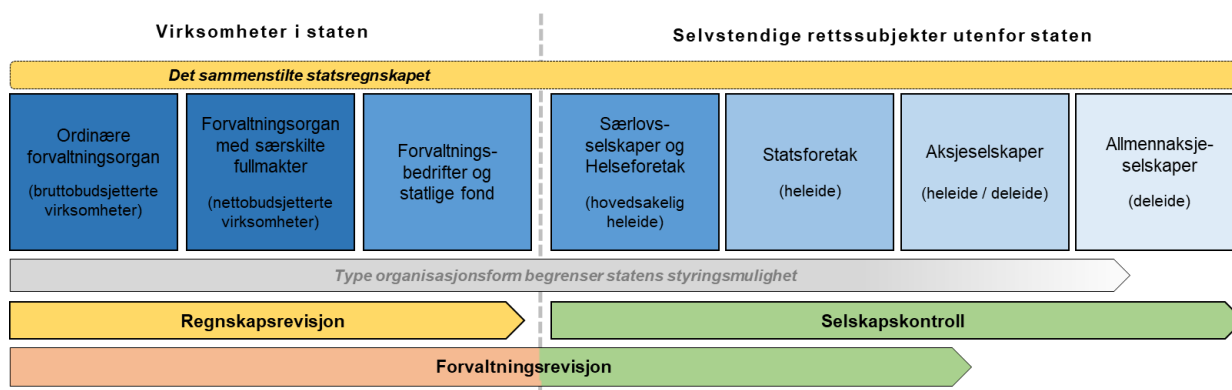 Virksomheter i staten
Selvstendige rettssubjekter utenfor staten
Det sammenstilte statsregnskapet
Ordinære
forvaltningsorgan
(bruttobudsjetterte
virksomheter)
Forvaltningsorgan
med særskilte
fullmakter
(nettobudsjetterte
virksomheter)
Forvaltnings-
bedrifter og
statlige fond
Særlovs-
selskaper og
Helseforetak
(hovedsakelig
heleide)
Statsforetak
(heleide)
Aksjeselskaper
(heleide / deleide)
Allmennaksje-
selskaper
(deleide)
Type organisasjonsform begrenser statens styringsmulighet
Regnskapsrevisjon
Selskapskontroll
Forvaltningsrevisjon